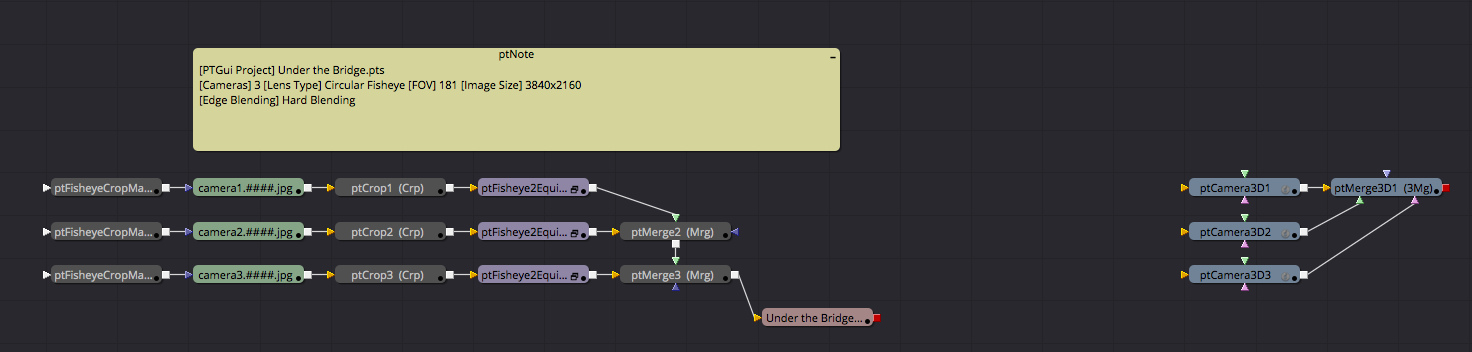 ptNote
[PTGui Project] Under the Bridge.pts
[Cameras] 3 [Lens Type] Circular Fisheye [FOV] 181 [Image Size] 3840x2160
[Edge Blending] Hard Blending
ptFisheyeCropMa... camera1.####.jpg ptCrop1 (Crp) ptFisheye2Equi... ptCamera3D1 ptMerge3D1 (3Mg)
ptFisheyeCropMa... camera2.####.jpg ptCrop2 (Crp) ptFisheye2Equi... ptMerge2 (Mrg) ptCamera3D2
ptFisheyeCropMa... camera3.####.jpg ptCrop3 (Crp) ptFisheye2Equi... ptMerge3 (Mrg) ptCamera3D3
Under the Bridge...